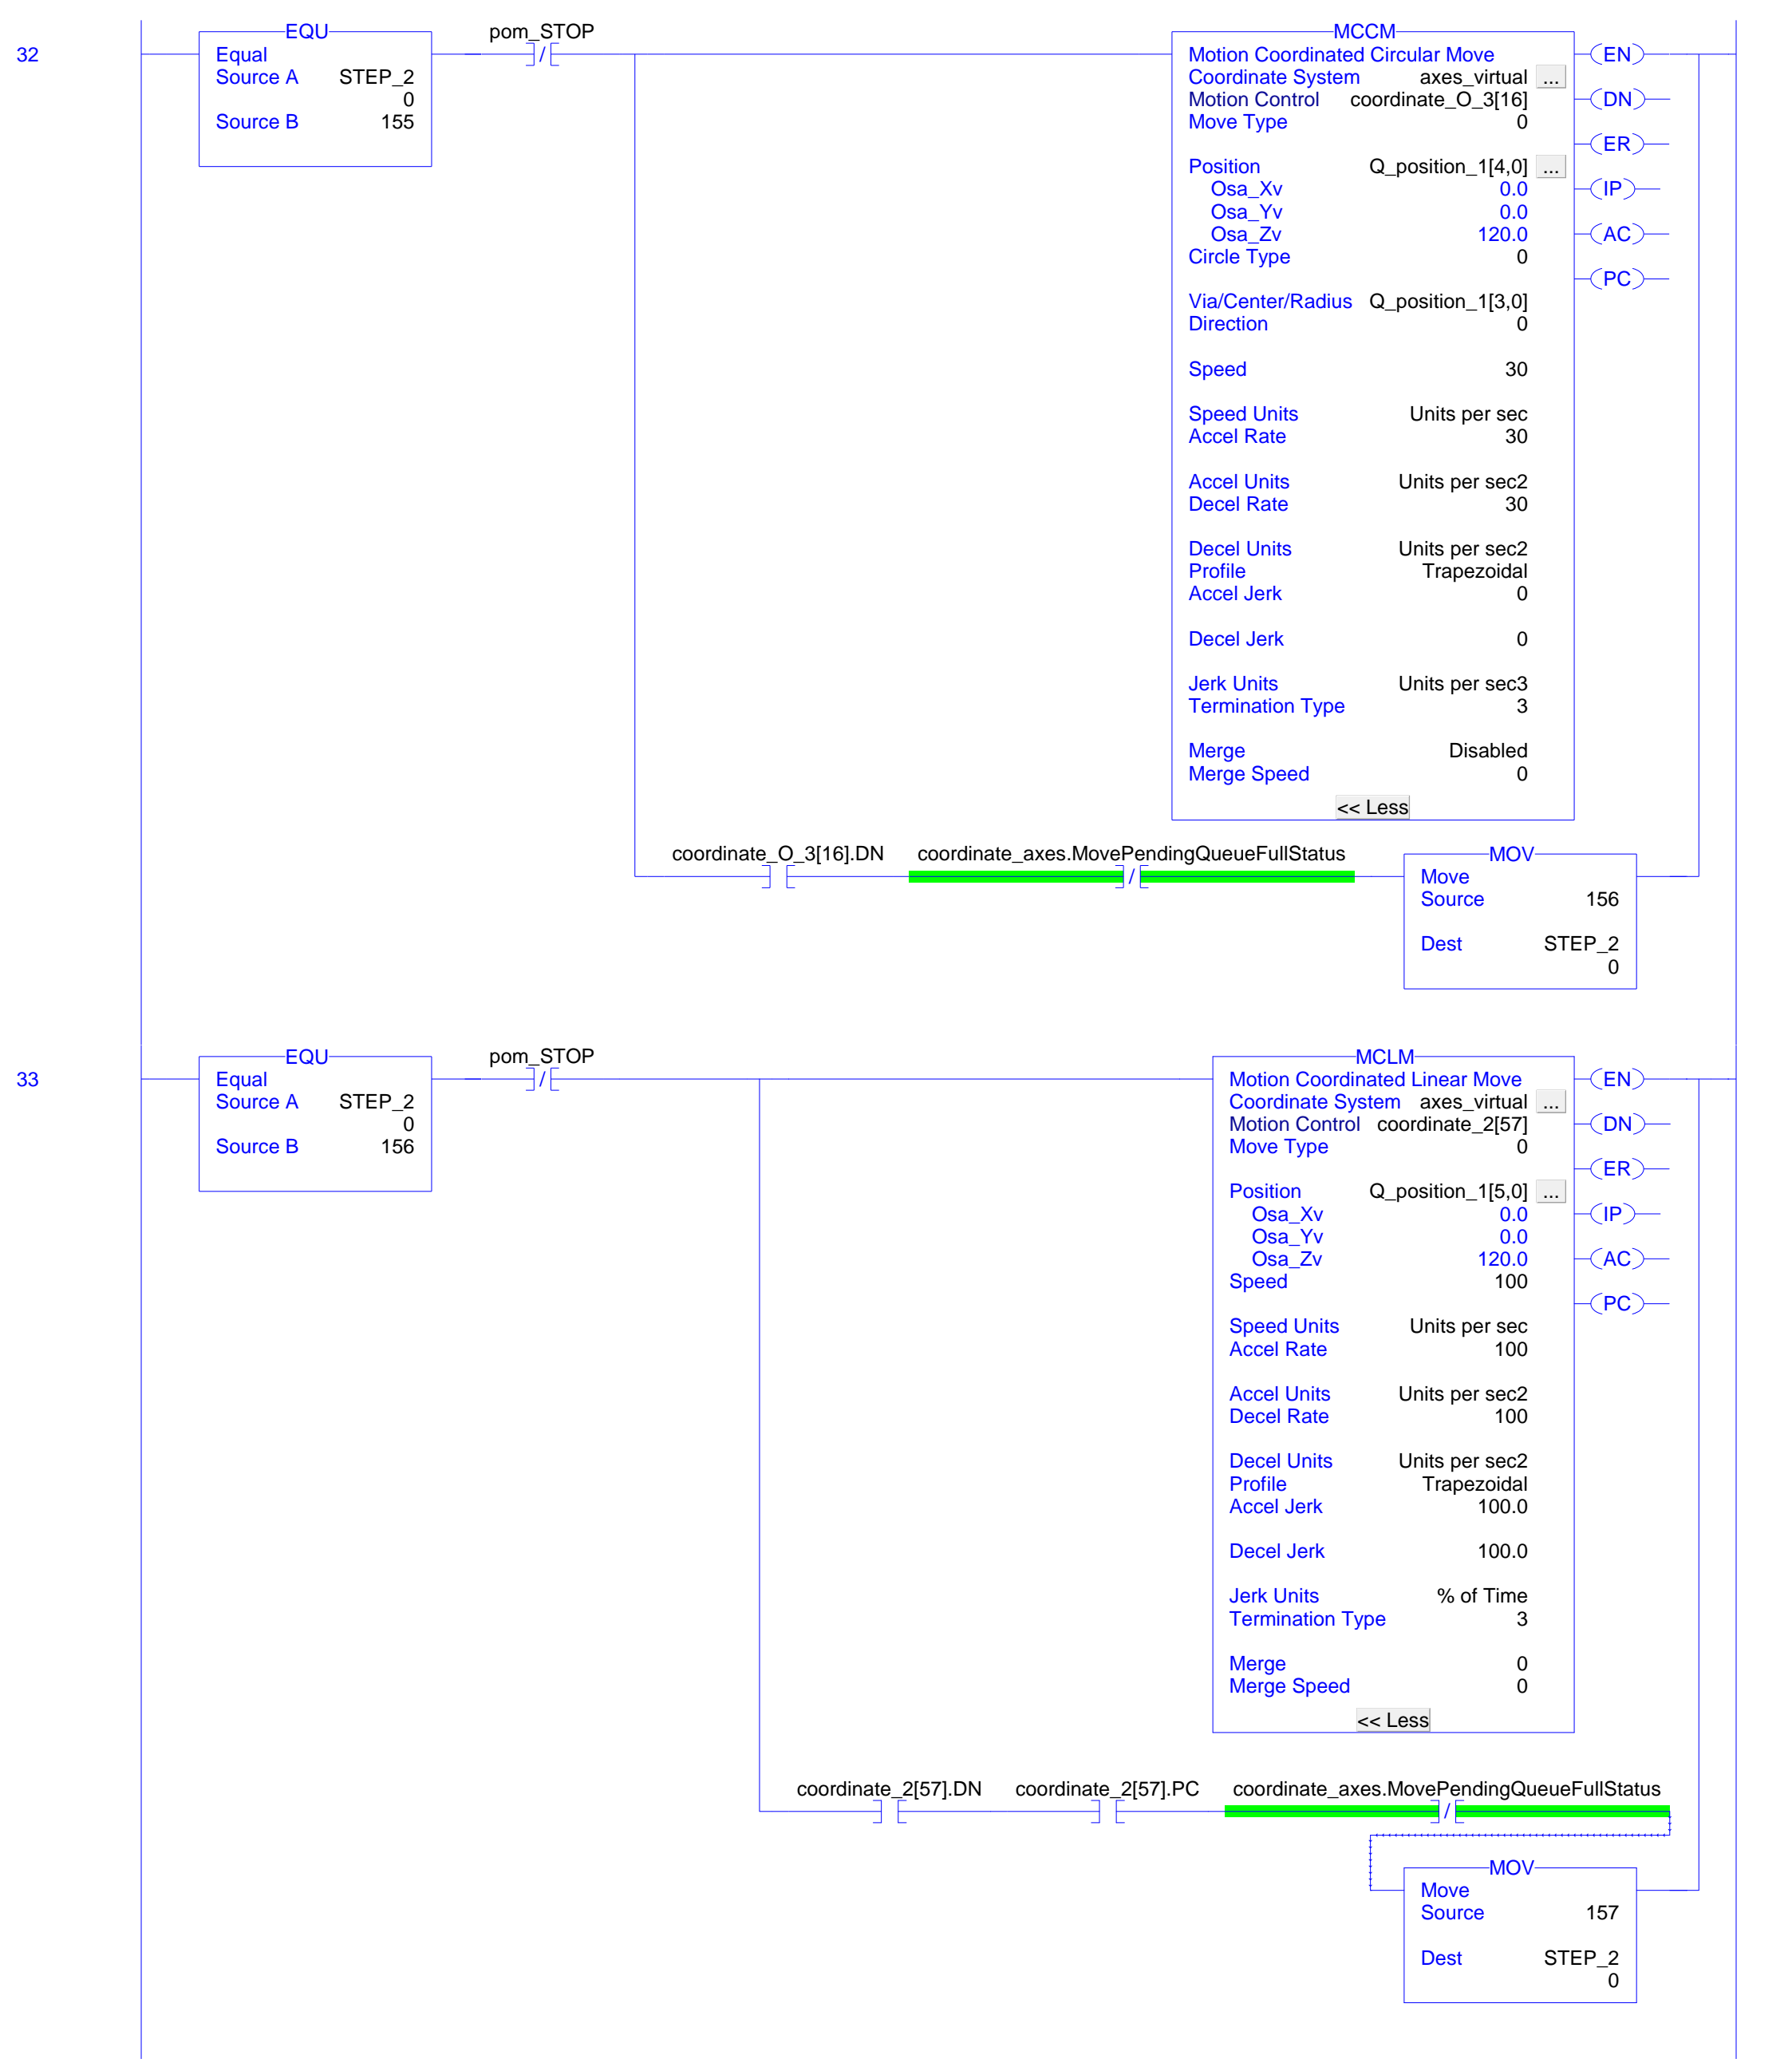 32
EQU
Equal
Source A STEP_2
0
Source B 155
pom_STOP
MCCM
Motion Coordinated Circular Move
Coordinate System axes_virtual ...
Motion Control coordinate_O_3[16]
Move Type 0
Position Q_position_1[4,0] ...
Osa_Xv 0.0
Osa_Yv 0.0
Osa_Zv 120.0
Circle Type 0
Via/Center/Radius Q_position_1[3,0]
Direction 0
Speed 30
Speed Units Units per sec
Accel Rate 30
Accel Units Units per sec2
Decel Rate 30
Decel Units Units per sec2
Profile Trapezoidal
Accel Jerk 0
Decel Jerk 0
Jerk Units Units per sec3
Termination Type 3
Merge Disabled
Merge Speed 0
<< Less
EN
DN
ER
IP
AC
PC
coordinate_O_3[16].DN
coordinate_axes.MovePendingQueueFullStatus
/
/
MOV
Move
Source 156
Dest STEP_2
0
33
EQU
Equal
Source A STEP_2
0
Source B 156
pom_STOP
/
MCLM
Motion Coordinated Linear Move
Coordinate System axes_virtual ...
Motion Control coordinate_2[57]
Move Type 0
Position Q_position_1[5,0] ...
Osa_Xv 0.0
Osa_Yv 0.0
Osa_Zv 120.0
Speed 100
Speed Units Units per sec
Accel Rate 100
Accel Units Units per sec2
Decel Rate 100
Decel Units Units per sec2
Profile Trapezoidal
Accel Jerk 100.0
Decel Jerk 100.0
Jerk Units % of Time
Termination Type 3
Merge 0
Merge Speed 0
<< Less
EN
DN
ER
IP
AC
PC
coordinate_2[57].DN
coordinate_2[57].PC
coordinate_axes.MovePendingQueueFullStatus
/
MOV
Move
Source 157
Dest STEP_2
0